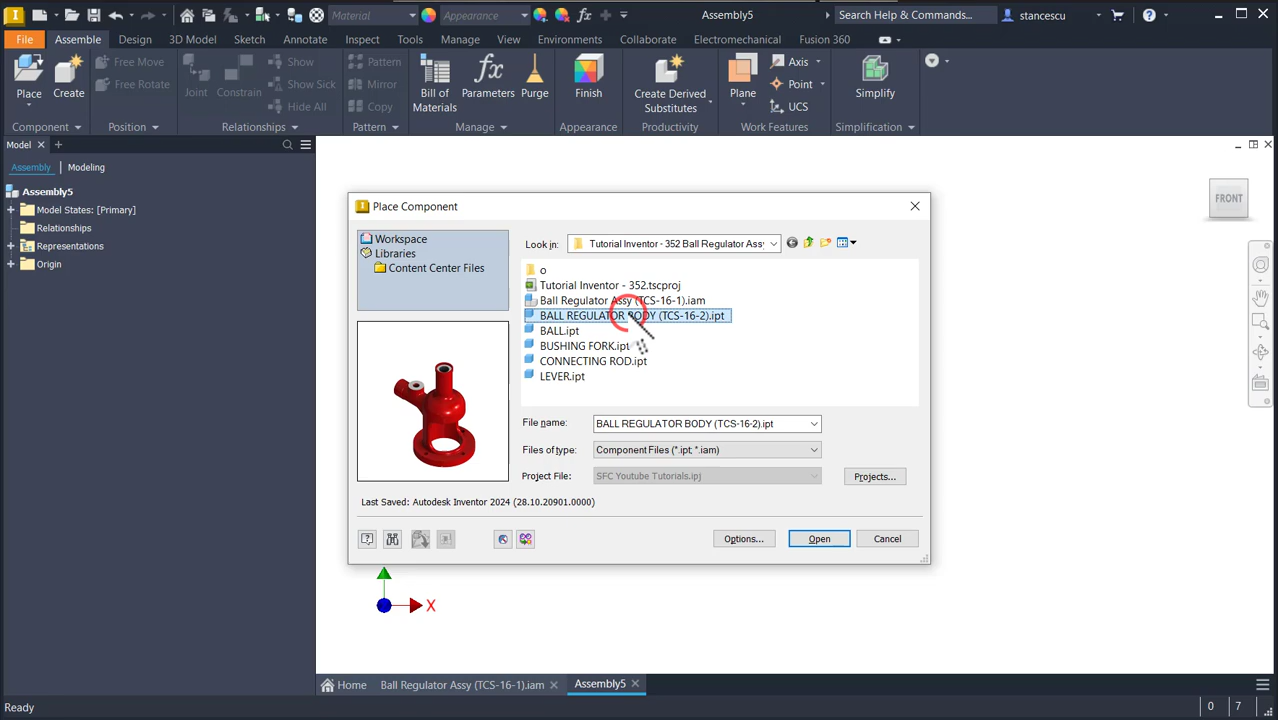 Material
Appearance
Assembly5
Search Help & Commands...
stancescu
File
Assemble
Design
3D Model
Sketch
Annotate
Inspect
Tools
Manage
View
Environments
Collaborate
Electromechanical
Fusion 360
Place
Create
Free Move
Free Rotate
Joint
Constrain
Show
Show Sick
Hide All
Pattern
Mirror
Copy
Bill of
Materials
Parameters
Purge
Finish
Create Derived
Substitutes
Plane
Axis
Point
UCS
Simplify
Component
Position
Relationships
Pattern
Manage
Appearance
Productivity
Work Features
Simplification
Model
Assembly
Modeling
Assembly5
Model States: [Primary]
Relationships
Representations
Origin
FRONT
Place Component
Workspace
Libraries
Content Center Files
Look in:
Tutorial Inventor - 352 Ball Regulator Assy
o
Tutorial Inventor - 352.tscproj
Ball Regulator Assy (TCS-16-1).iam
BALL REGULATOR BODY (TCS-16-2).ipt
BALL.ipt
BUSHING FORK.ipt
CONNECTING ROD.ipt
LEVER.ipt
File name:
BALL REGULATOR BODY (TCS-16-2).ipt
Files of type:
Component Files (*.ipt; *.iam)
Project File:
SFC Youtube Tutorials.ipj
Projects...
Last Saved: Autodesk Inventor 2024 (28.10.20901.0000)
Options...
Open
Cancel
X
Home
Ball Regulator Assy (TCS-16-1).iam
Assembly5
Ready
0
7